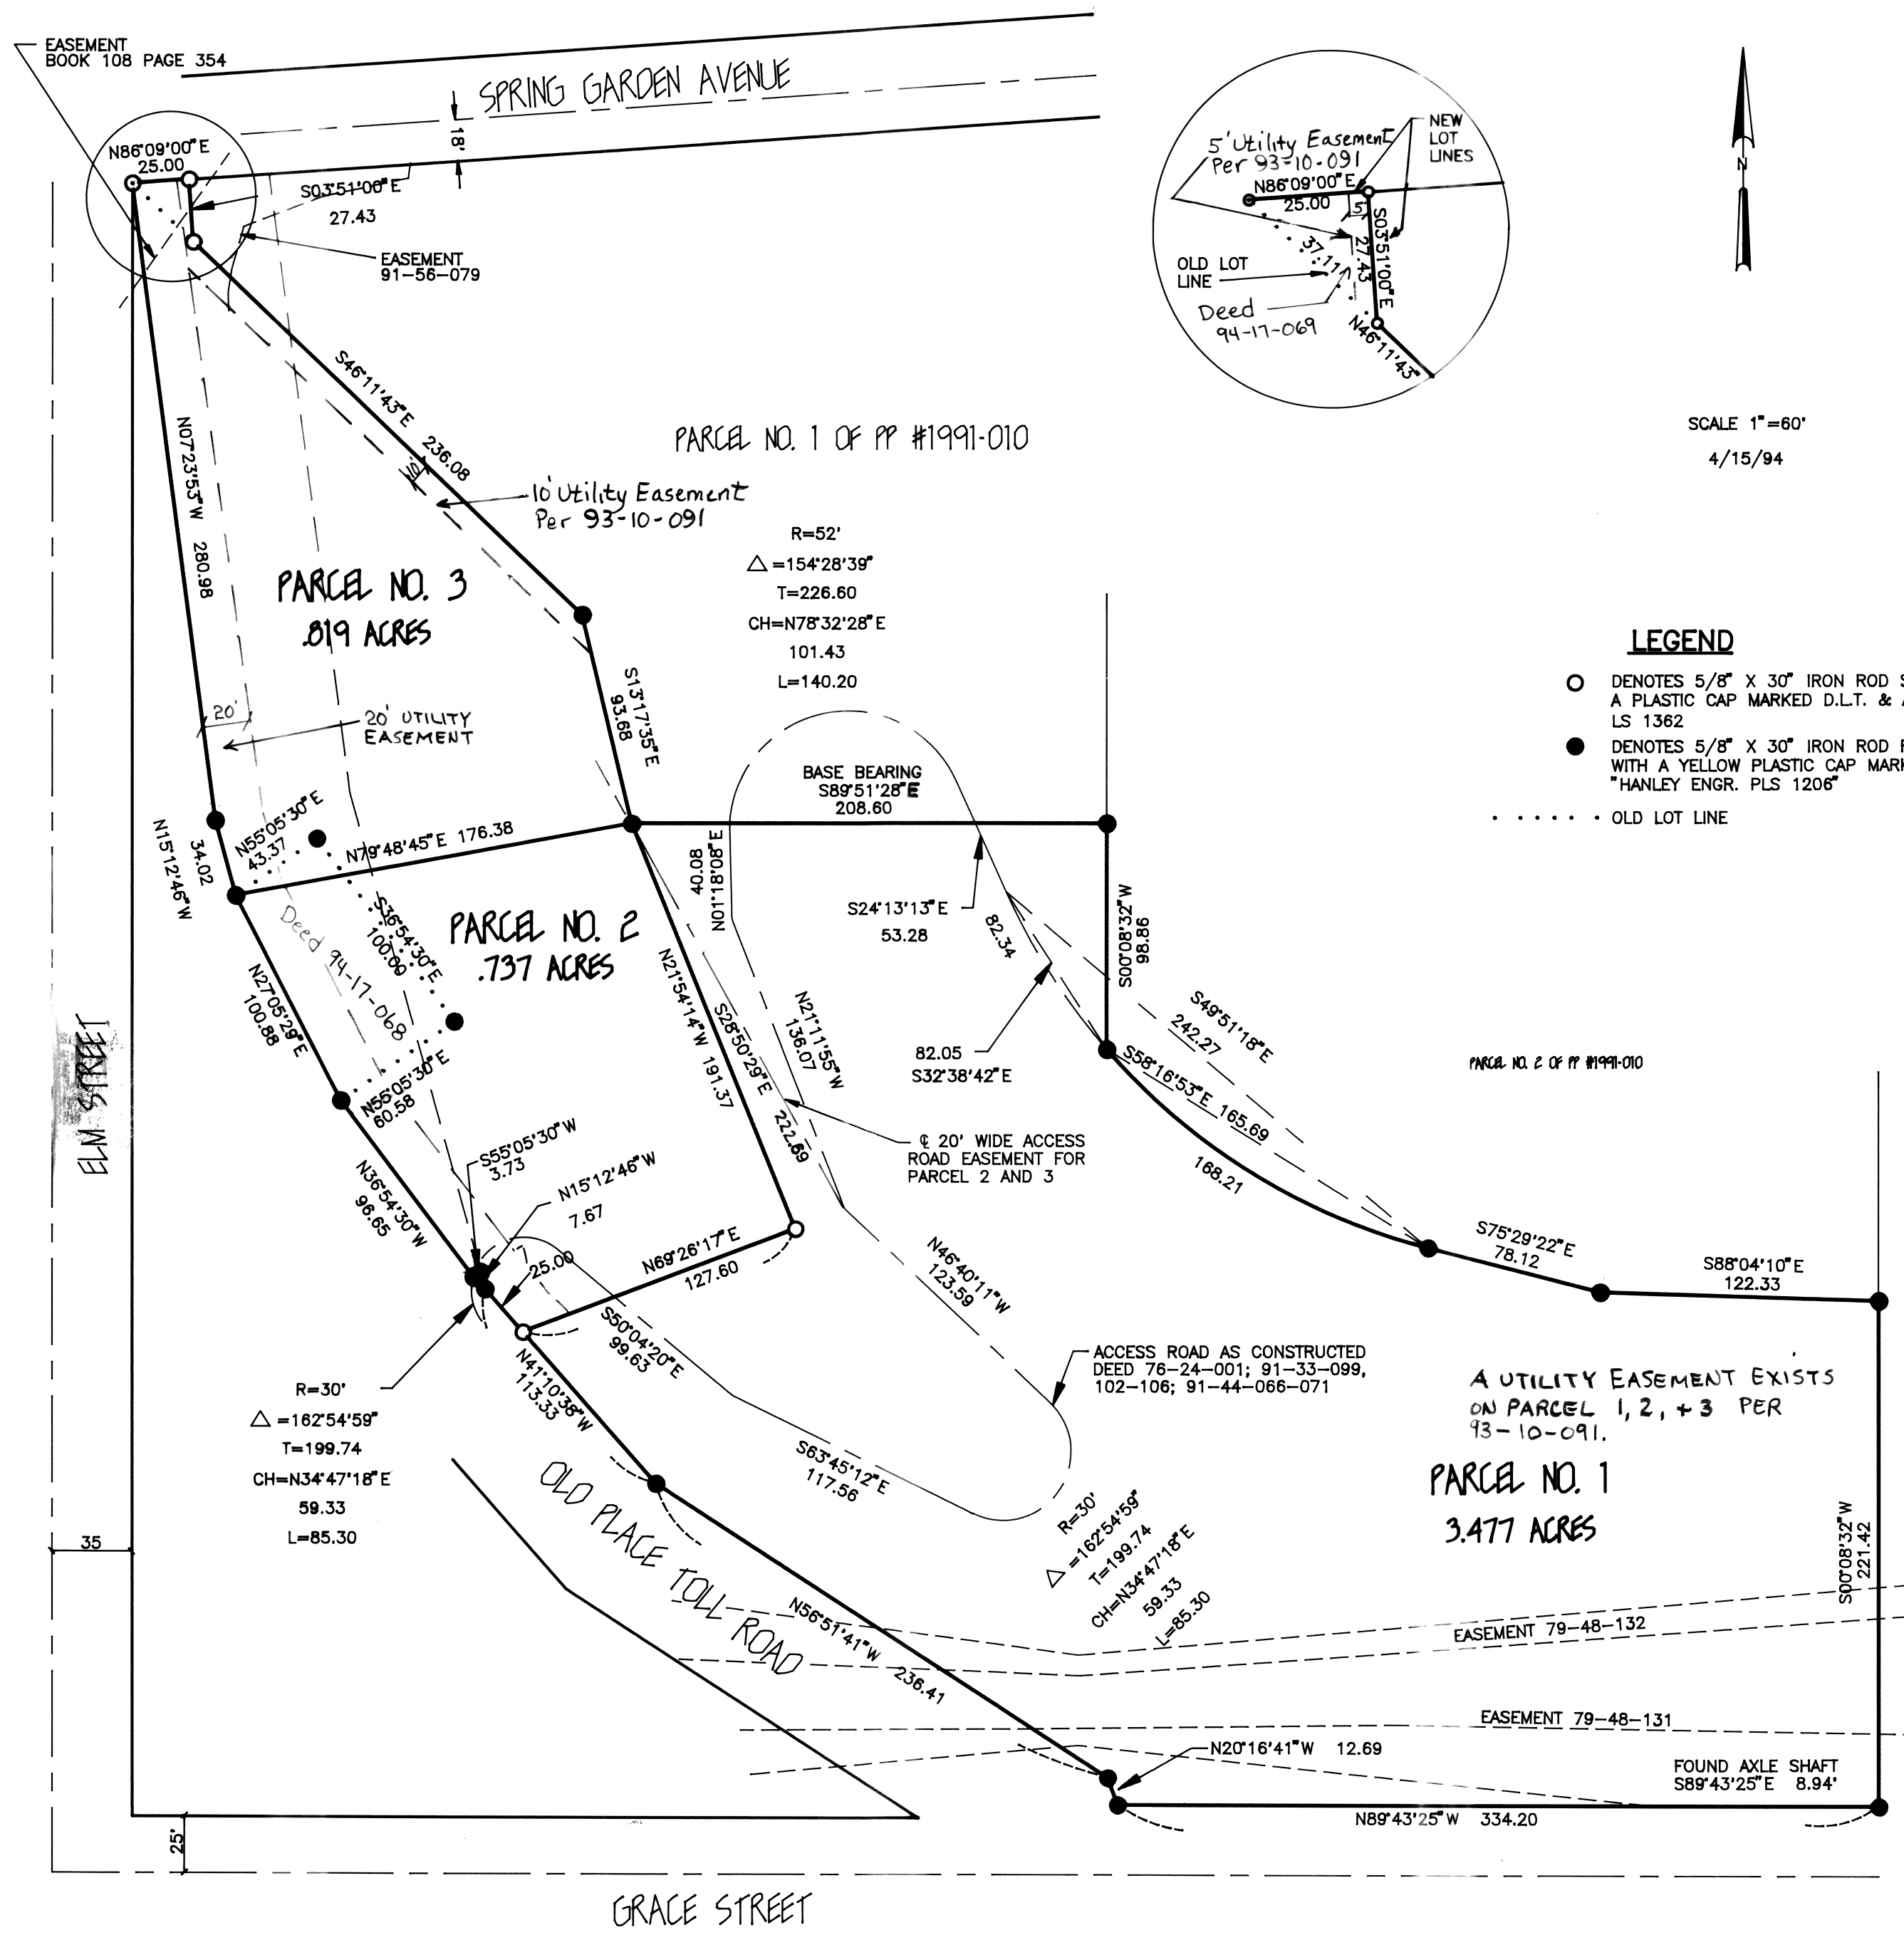 EASEMENT
BOOK 108 PAGE 354
SPRING GARDEN AVENUE
18'
N86°09'00"E
25.00
S03°51'00"E
27.43
EASEMENT
91-56-079
5' Utility Easement
Per 93-10-091
N86°09'00"E
25.00
5'
S03°51'00"E
27.43
37.11
NEW
LOT
LINES
OLD LOT
LINE
Deed
94-17-069
N46°11'43"
N
SCALE 1"=60'
4/15/94
S46°11'43"E 236.08
10'
10' Utility Easement
Per 93-10-091
PARCEL NO. 1 OF PP #1991-010
N07°23'53"W 280.98
PARCEL NO. 3
.819 ACRES
R=52'
△=154°28'39"
T=226.60
CH=N78°32'28"E
101.43
L=140.20
LEGEND
DENOTES 5/8" X 30" IRON ROD S
A PLASTIC CAP MARKED D.L.T. &
LS 1362
DENOTES 5/8" X 30" IRON ROD
WITH A YELLOW PLASTIC CAP MAR
"HANLEY ENGR. PLS 1206"
OLD LOT LINE
S13°17'35"E
93.68
20'
20' UTILITY
EASEMENT
BASE BEARING
S89°51'28"E
208.60
N55°05'30"E
43.37
N79°48'45"E 176.38
N15°12'46"W
34.02
40.08
N01°18'08"E
S24°13'13"E
53.28
82.34
S00°08'32"W
98.86
S36°54'30"E
100.00
Deed 94-17-068
PARCEL NO. 2
.737 ACRES
N27°05'29"E
100.88
N21°54'14"W 191.37
S28°50'29"E 222.69
N21°11'55"W
136.07
82.05
S32°38'42"E
S49°51'18"E
242.27
S58°16'53"E 165.69
168.21
PARCEL NO. 2 OF PP #1991-010
ELM STREET
N55°05'30"E
60.58
S55°05'30"W
3.73
N15°12'46"W
7.67
℄ 20' WIDE ACCESS
ROAD EASEMENT FOR
PARCEL 2 AND 3
N36°54'30"W
96.65
25.00
N69°26'17"E
127.60
N46°40'11"W
123.59
S75°29'22"E
78.12
S88°04'10"E
122.33
S50°04'20"E
99.63
N41°10'38"W
113.33
ACCESS ROAD AS CONSTRUCTED
DEED 76-24-001; 91-33-099,
102-106; 91-44-066-071
R=30'
△=162°54'59"
T=199.74
CH=N34°47'18"E
59.33
L=85.30
A UTILITY EASEMENT EXISTS
ON PARCEL 1, 2, + 3 PER
93-10-091.
PARCEL NO. 1
3.477 ACRES
S63°45'12"E
117.56
R=30'
△=162°54'59"
T=199.74
CH=N34°47'18"E
59.33
L=85.30
OLD PLACE TOLL ROAD
35
S00°08'32"W
221.42
N56°51'41"W 236.41
EASEMENT 79-48-132
EASEMENT 79-48-131
N20°16'41"W 12.69
FOUND AXLE SHAFT
S89°43'25"E 8.94'
N89°43'25"W 334.20
25'
GRACE STREET